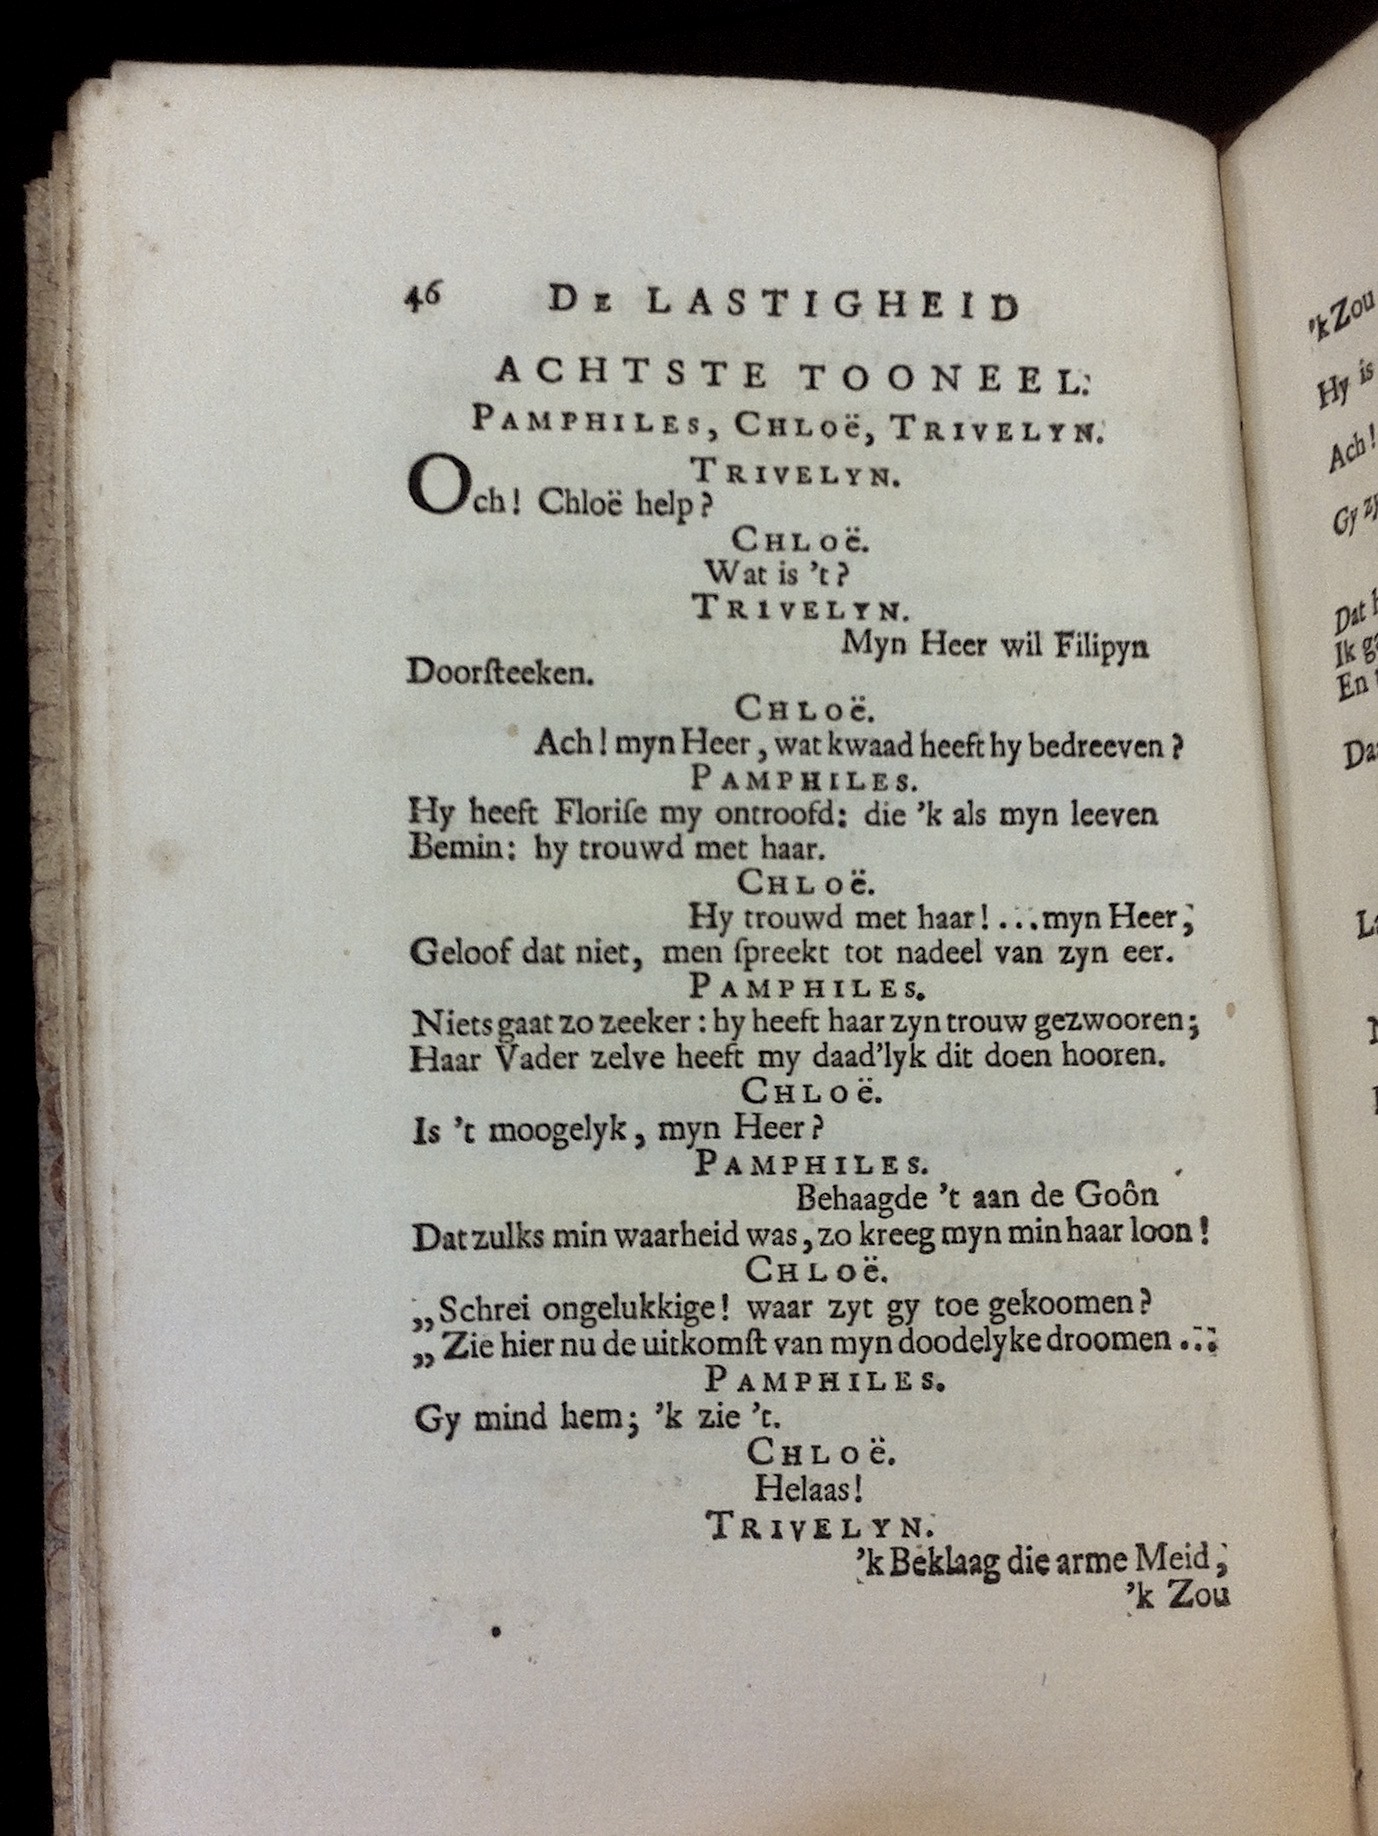 46 De LASTIGHEID
ACHTSTE TOONEEL.
PAMPHILES, CHLOë, TRIVELYN.
TRIVELYN.
Och! Chloë help?
CHLOë.
Wat is 't?
TRIVELYN.
Myn Heer wil Filipyn
Doorſteeken.
CHLOë.
Ach! myn Heer, wat kwaad heeft hy bedreeven?
PAMPHILES.
Hy heeft Floriſe my ontroofd: die 'k als myn leeven
Bemin: hy trouwd met haar.
CHLOë.
Hy trouwd met haar! ... myn Heer,
Geloof dat niet, men ſpreekt tot nadeel van zyn eer.
PAMPHILES.
Niets gaat zo zeeker: hy heeft haar zyn trouw gezwooren;
Haar Vader zelve heeft my daad'lyk dit doen hooren.
CHLOë.
Is 't moogelyk, myn Heer?
PAMPHILES.
Behaagde 't aan de Goôn
Dat zulks min waarheid was, zo kreeg myn min haar loon!
CHLOë.
„Schrei ongelukkige! waar zyt gy toe gekoomen?
„Zie hier nu de uitkomſt van myn doodelyke droomen ...
PAMPHILES.
Gy mind hem; 'k zie 't.
CHLOë.
Helaas!
TRIVELYN.
'k Beklaag die arme Meid,
'k Zou
'k Zou
Hy is
Ach!
Gy
Dat
Ik
En